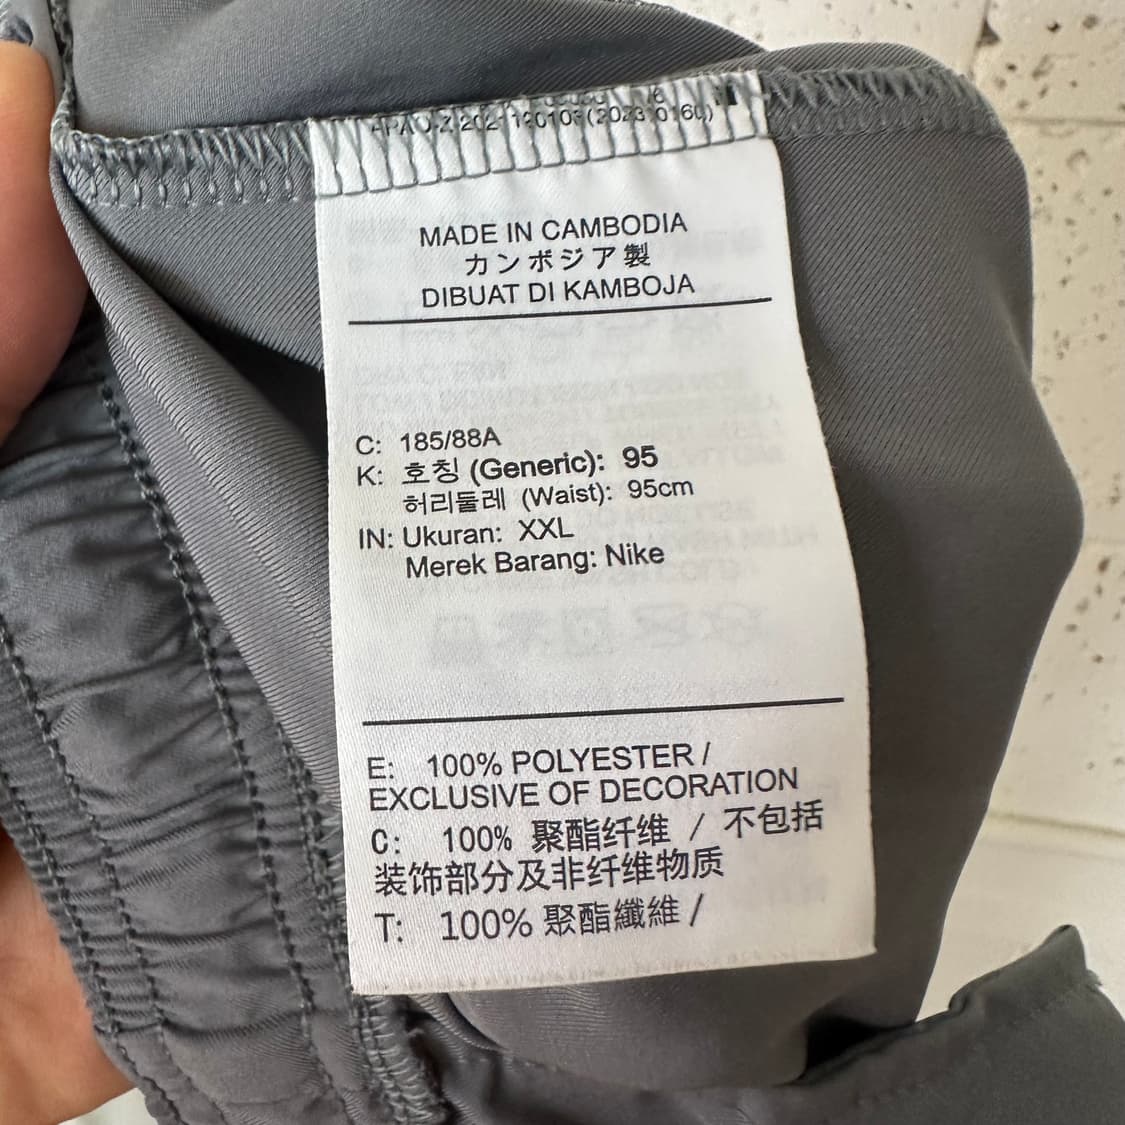 MADE IN CAMBODIA
カンボジア製
DIBUAT DI KAMBOJA
C: 185/88A
K: 호칭 (Generic): 95
허리둘레 (Waist): 95cm
IN: Ukuran: XXL
Merek Barang: Nike
E: 100% POLYESTER /
EXCLUSIVE OF DECORATION
C: 100% 聚酯纤维 / 不包括
装饰部分及非纤维物质
T: 100% 聚酯纖維 /